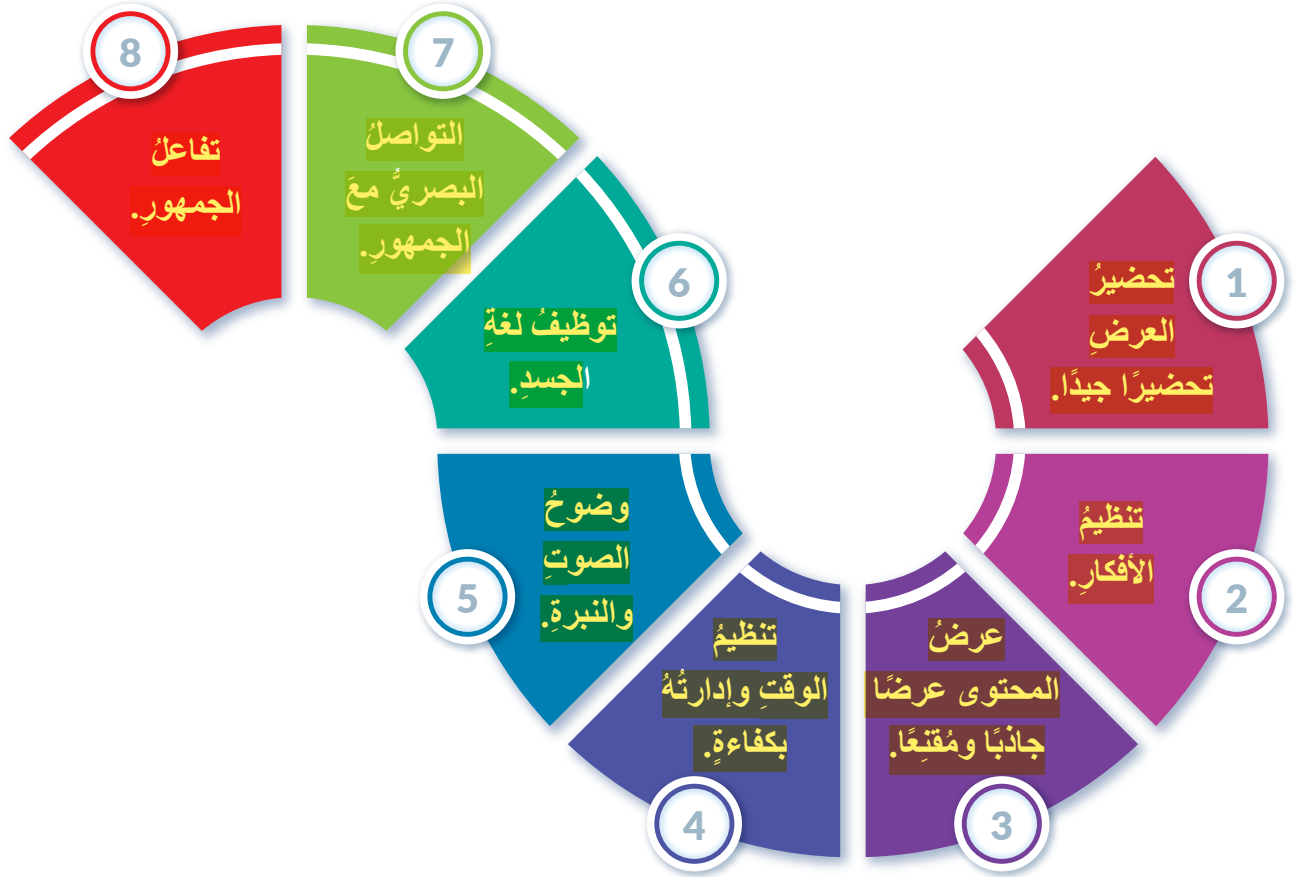 1
تحضيرُ
العرضِ
تحضيرًا جيدًا.
2
تنظيمُ
الأفكارِ.
3
عرضُ
المحتوى عرضًا
جاذبًا ومُقنِعًا.
4
تنظيمُ
الوقتِ وإدارتُهُ
بكفاءةٍ.
5
وضوحُ
الصوتِ
والنبرةِ.
6
توظيفُ لغةِ
الجسدِ.
7
التواصلُ
البصريُّ معَ
الجمهورِ.
8
تفاعلُ
الجمهورِ.